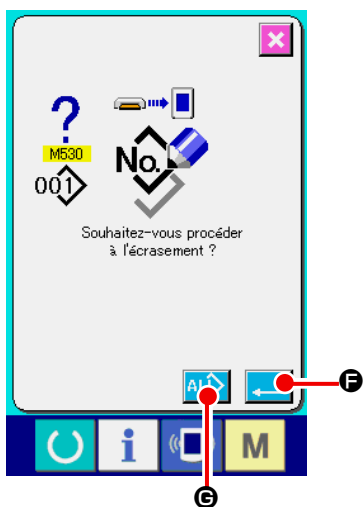 ?
M530
001
No.
Souhaitez-vous procéder
à l'écrasement ?
ALL
F
i
M
G